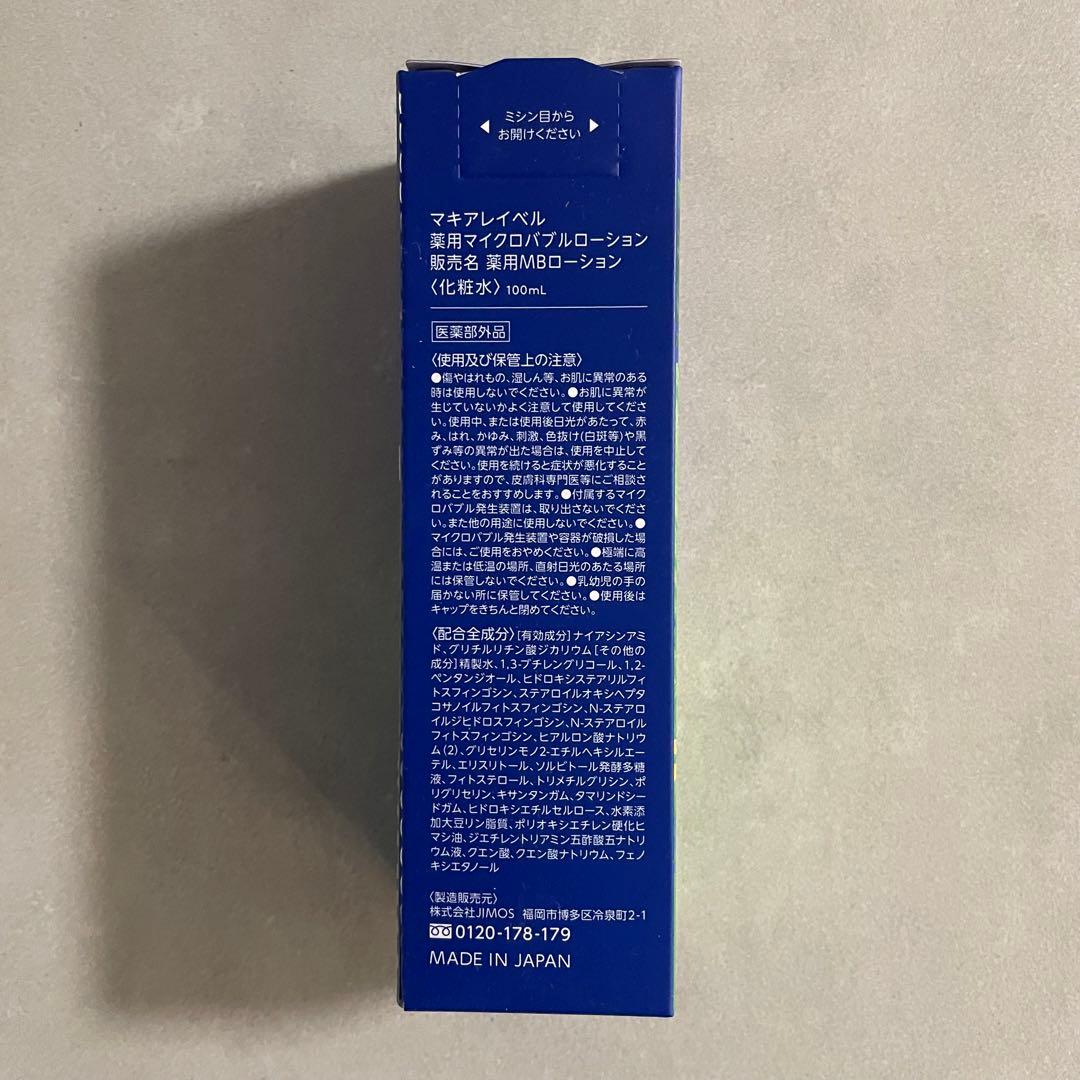 ミシン目から
お開けください
マキアレイベル
薬用マイクロバブルローション
販売名 薬用MBローション
〈化粧水〉100mL
医薬部外品
〈使用及び保管上の注意〉
●傷やはれもの、湿しん等、お肌に異常のある
時は使用しないでください。●お肌に異常が
生じていないかよく注意して使用してくださ
い。使用中、または使用後日光があたって、赤
み、はれ、かゆみ、刺激、色抜け(白斑等)や黒
ずみ等の異常が出た場合は、使用を中止して
ください。使用を続けると症状が悪化すること
がありますので、皮膚科専門医等にご相談さ
れることをおすすめします。●付属するマイク
ロバブル発生装置は、取り出さないでくださ
い。また他の用途に使用しないでください。●
マイクロバブル発生装置や容器が破損した場
合には、ご使用をおやめください。●極端に高
温または低温の場所、直射日光のあたる場所
には保管しないでください。●乳幼児の手の
届かない所に保管してください。●使用後は
キャップをきちんと閉めてください。
〈配合全成分〉[有効成分]ナイアシンアミ
ド、グリチルリチン酸ジカリウム[その他の
成分]精製水、1,3-ブチレングリコール、1,2-
ペンタンジオール、ヒドロキシステアリルフィ
トスフィンゴシン、ステアロイルオキシヘプタ
コサノイルフィトスフィンゴシン、N-ステアロ
イルジヒドロスフィンゴシン、N-ステアロイル
フィトスフィンゴシン、ヒアルロン酸ナトリウ
ム(2)、グリセリンモノ2-エチルヘキシルエー
テル、エリスリトール、ソルビトール発酵多糖
液、フィトステロール、トリメチルグリシン、ポ
リグリセリン、キサンタンガム、タマリンドシー
ドガム、ヒドロキシエチルセルロース、水素添
加大豆リン脂質、ポリオキシエチレン硬化ヒ
マシ油、ジエチレントリアミン五酢酸五ナトリ
ウム液、クエン酸、クエン酸ナトリウム、フェノ
キシエタノール
〈製造販売元〉
株式会社JIMOS 福岡市博多区冷泉町2-1
0120-178-179
MADE IN JAPAN